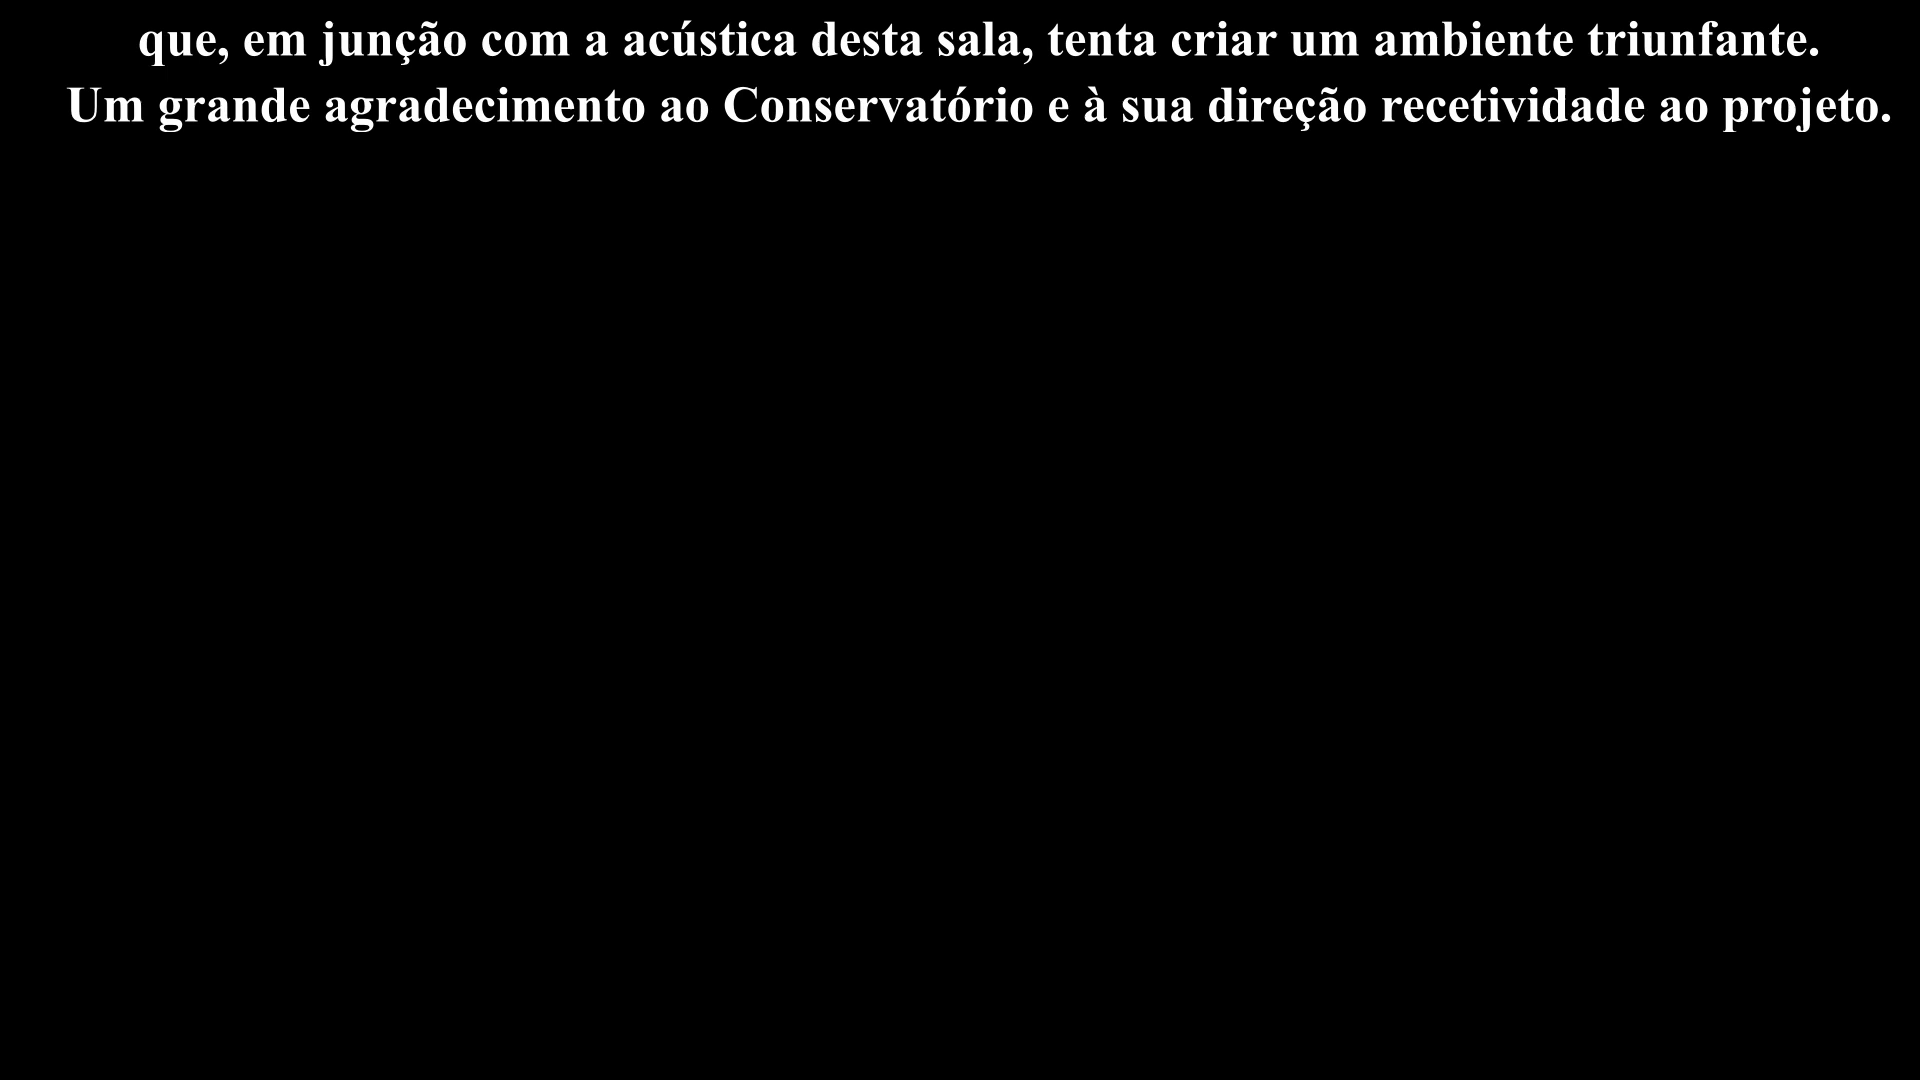 que, em junção com a acústica desta sala, tenta criar um ambiente triunfante.
Um grande agradecimento ao Conservatório e à sua direção recetividade ao projeto.